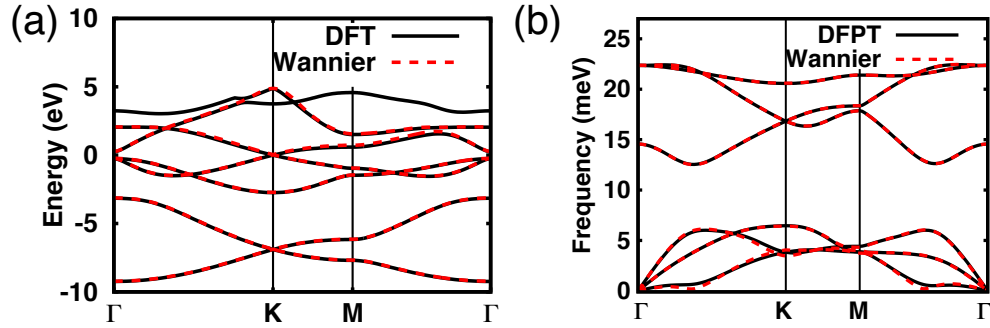 (a)
DFT
Wannier
Energy (eV)
10
5
0
-5
-10
Γ K M Γ
(b)
DFPT
Wannier
Frequency (meV)
25
20
15
10
5
0
Γ K M Γ